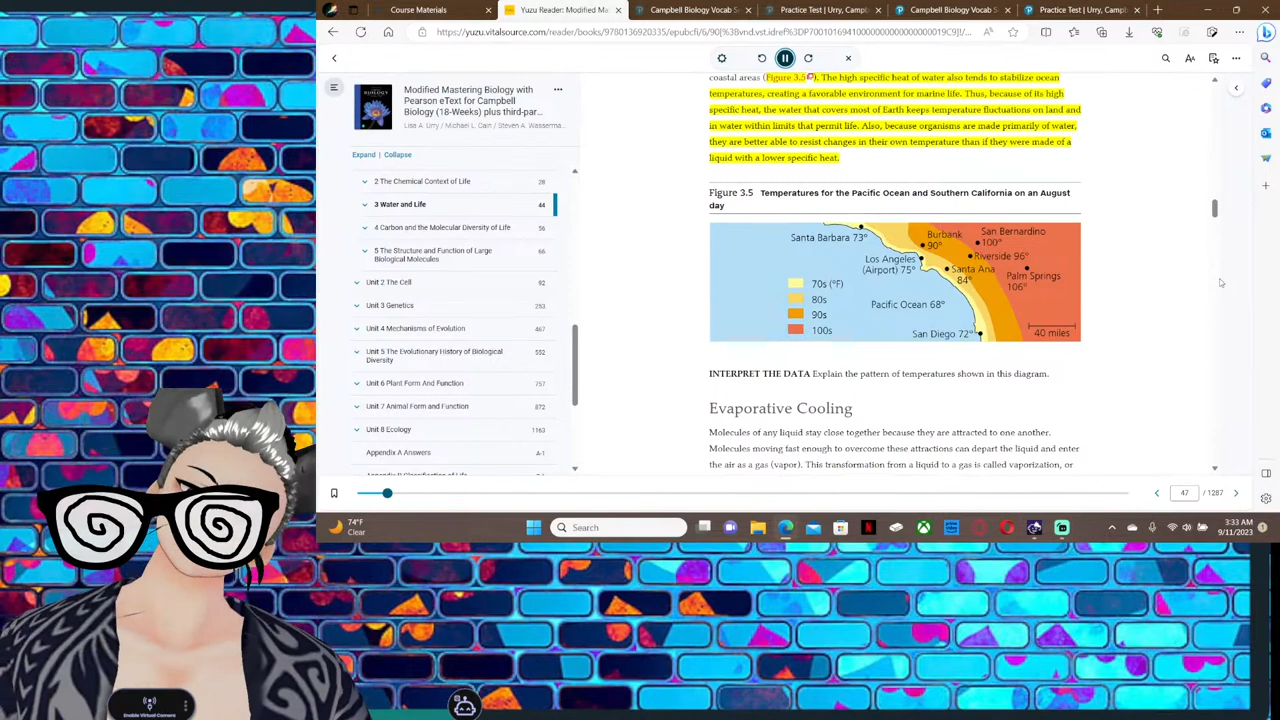 Course Materials
Yuzu Reader: Modified Ma
Campbell Biology Vocab S
Practice Test | Urry, Camp
Campbell Biology
Practice Test | Urry, Camp
https://yuzu.vitalsource.com/reader/books/9780136920335/epubcfi/6/90[%3Bvnd.vst.idref%3DP70010169410000000000000000019C9]!/...
Modified Mastering Biology with
Pearson eText for Campbell
Biology (18-Weeks) plus third-par...
Lisa A. Urry / Michael L. Cain / Steven A. Wasserma...
Expand | Collapse
2 The Chemical Context of Life 28
3 Water and Life 44
4 Carbon and the Molecular Diversity of Life 56
5 The Structure and Function of Large
Biological Molecules 66
Unit 2 The Cell 92
Unit 3 Genetics 253
Unit 4 Mechanisms of Evolution 467
Unit 5 The Evolutionary History of Biological
Diversity 552
Unit 6 Plant Form And Function 757
Unit 7 Animal Form and Function 872
Unit 8 Ecology 1163
Appendix A Answers A-1
coastal areas (Figure 3.5). The high specific heat of water also tends to stabilize ocean
temperatures, creating a favorable environment for marine life. Thus, because of its high
specific heat, the water that covers most of Earth keeps temperature fluctuations on land and
in water within limits that permit life. Also, because organisms are made primarily of water,
they are better able to resist changes in their own temperature than if they were made of a
liquid with a lower specific heat.
Figure 3.5 Temperatures for the Pacific Ocean and Southern California on an August
day
Santa Barbara 73°
Burbank
90°
San Bernardino
100°
Los Angeles
(Airport) 75°
Riverside 96°
Santa Ana
84°
Palm Springs
106°
70s (°F)
80s
90s
100s
Pacific Ocean 68°
San Diego 72°
40 miles
INTERPRET THE DATA Explain the pattern of temperatures shown in this diagram.
Evaporative Cooling
Molecules of any liquid stay close together because they are attracted to one another.
Molecules moving fast enough to overcome these attractions can depart the liquid and enter
the air as a gas (vapor). This transformation from a liquid to a gas is called vaporization, or
47 / 1287
74°F
Clear
Search
3:33 AM
9/11/2023
Enable Virtual Camera